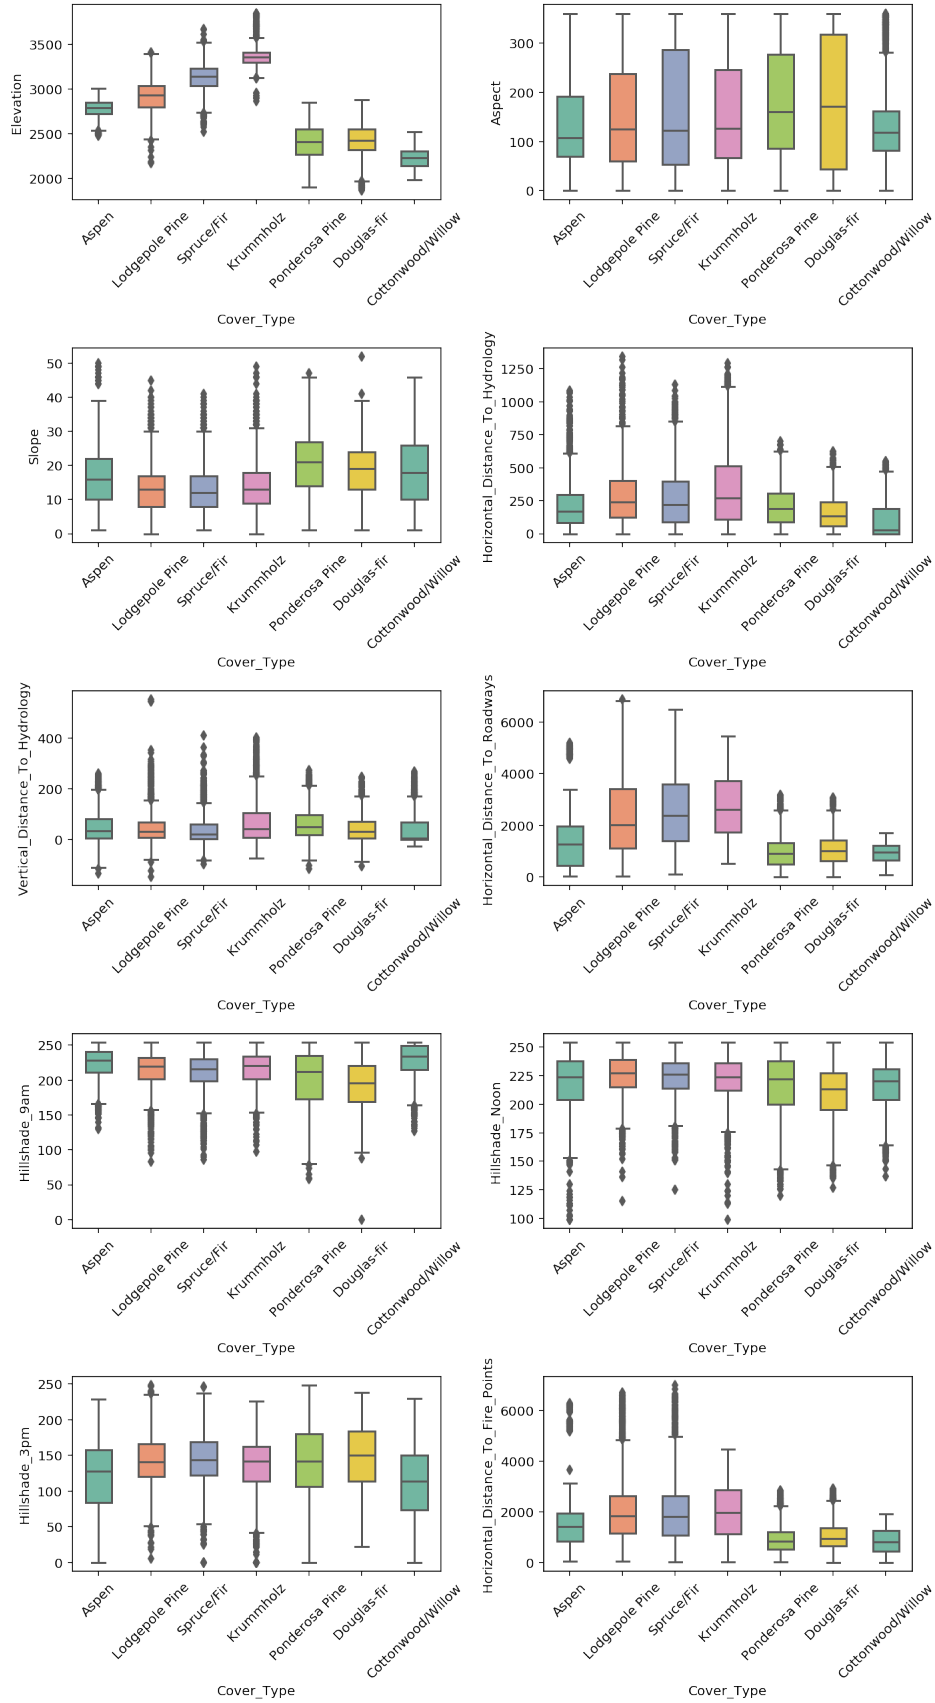 Elevation
3500
3000
2500
2000
Aspen
Lodgepole Pine
Spruce/Fir
Krummholz
Ponderosa Pine
Douglas-fir
Cottonwood/Willow
Cover_Type
Aspect
300
200
100
0
Aspen
Lodgepole Pine
Spruce/Fir
Krummholz
Ponderosa Pine
Douglas-fir
Cottonwood/Willow
Cover_Type
Slope
50
40
30
20
10
0
Aspen
Lodgepole Pine
Spruce/Fir
Krummholz
Ponderosa Pine
Douglas-fir
Cottonwood/Willow
Cover_Type
Horizontal_Distance_To_Hydrology
1250
1000
750
500
250
0
Aspen
Lodgepole Pine
Spruce/Fir
Krummholz
Ponderosa Pine
Douglas-fir
Cottonwood/Willow
Cover_Type
Vertical_Distance_To_Hydrology
400
200
0
Aspen
Lodgepole Pine
Spruce/Fir
Krummholz
Ponderosa Pine
Douglas-fir
Cottonwood/Willow
Cover_Type
Horizontal_Distance_To_Roadways
6000
4000
2000
0
Aspen
Lodgepole Pine
Spruce/Fir
Krummholz
Ponderosa Pine
Douglas-fir
Cottonwood/Willow
Cover_Type
Hillshade_9am
250
200
150
100
50
0
Aspen
Lodgepole Pine
Spruce/Fir
Krummholz
Ponderosa Pine
Douglas-fir
Cottonwood/Willow
Cover_Type
Hillshade_Noon
250
225
200
175
150
125
100
Aspen
Lodgepole Pine
Spruce/Fir
Krummholz
Ponderosa Pine
Douglas-fir
Cottonwood/Willow
Cover_Type
Hillshade_3pm
250
200
150
100
50
0
Aspen
Lodgepole Pine
Spruce/Fir
Krummholz
Ponderosa Pine
Douglas-fir
Cottonwood/Willow
Cover_Type
Horizontal_Distance_To_Fire_Points
6000
4000
2000
0
Aspen
Lodgepole Pine
Spruce/Fir
Krummholz
Ponderosa Pine
Douglas-fir
Cottonwood/Willow
Cover_Type